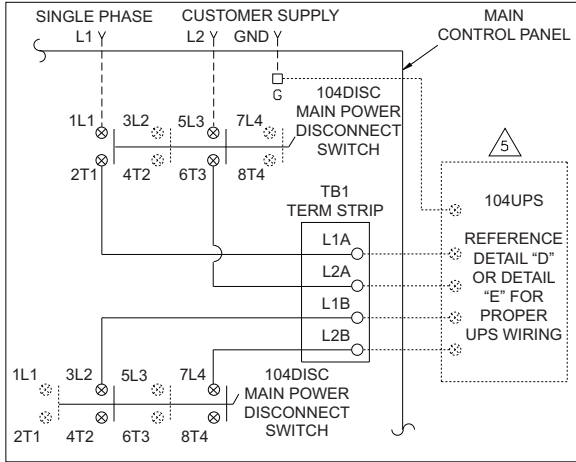 SINGLE PHASE
CUSTOMER SUPPLY
MAIN
CONTROL PANEL
L1
L2
GND
G
104DISC
MAIN POWER
DISCONNECT
SWITCH
1L1
3L2
5L3
7L4
2T1
4T2
6T3
8T4
5
TB1
TERM STRIP
L1A
L2A
L1B
L2B
104UPS
REFERENCE
DETAIL “D”
OR DETAIL
“E” FOR
PROPER
UPS WIRING
1L1
3L2
5L3
7L4
104DISC
MAIN POWER
DISCONNECT
SWITCH
2T1
4T2
6T3
8T4